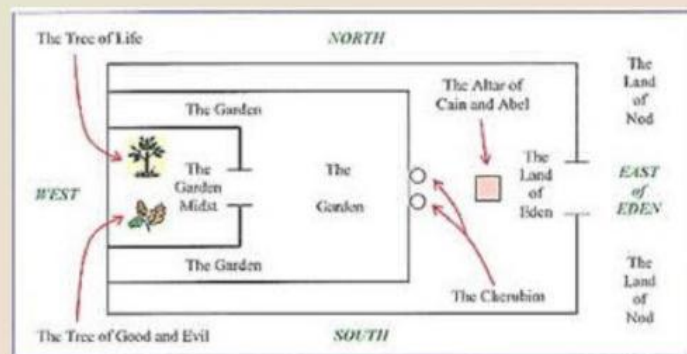 The Tree of Life
NORTH
The
Land
of
Nod
The Altar of
Cain and Abel
The Garden
The
Garden
Midst
The
Garden
The
Land
of
Eden
WEST
EAST
of
EDEN
The Garden
The Cherubim
The
Land
of
Nod
The Tree of Good and Evil
SOUTH